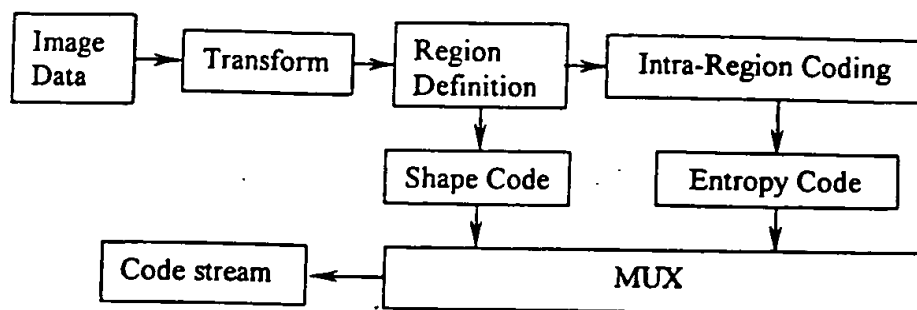 Image
Data
Transform
Region
Definition
Intra-Region Coding
Shape Code
Entropy Code
Code stream
MUX